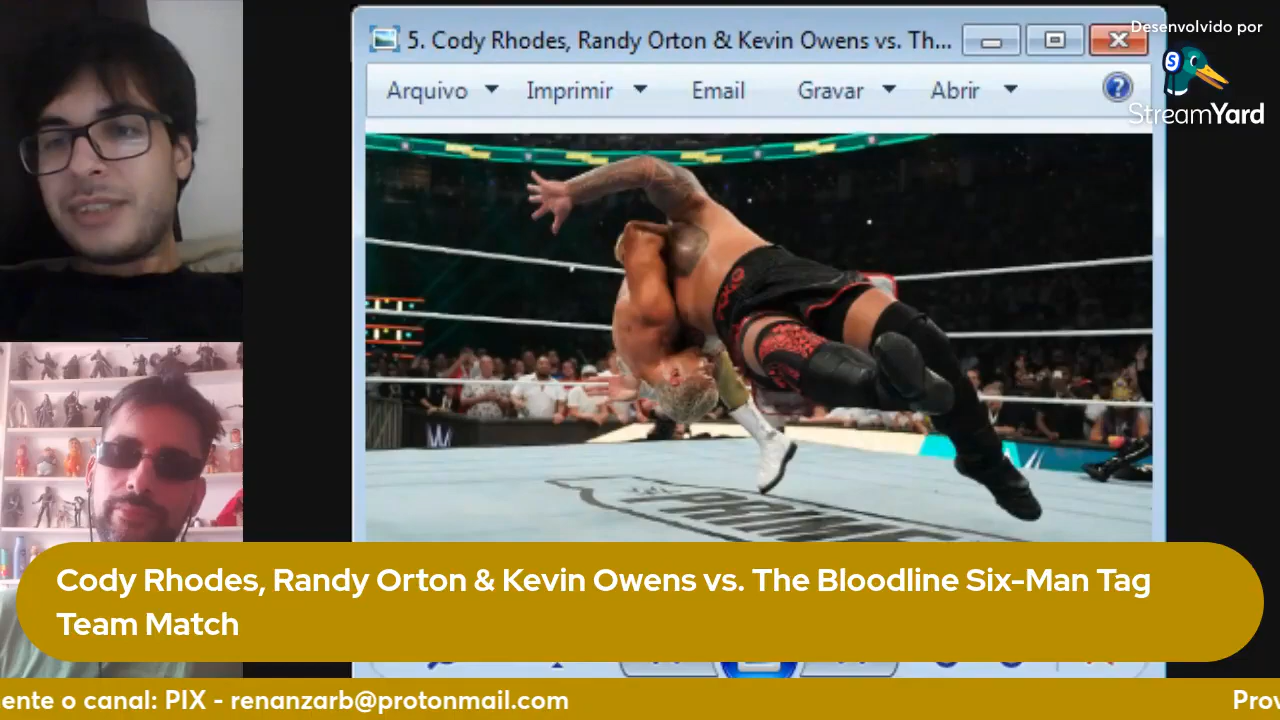 5. Cody Rhodes, Randy Orton & Kevin Owens vs. Th...
Desenvolvido por
StreamYard
Arquivo Imprimir Email Gravar Abrir
PRIME
Cody Rhodes, Randy Orton & Kevin Owens vs. The Bloodline Six-Man Tag
Team Match
ente o canal: PIX - renanzarb@protonmail.com
Prov